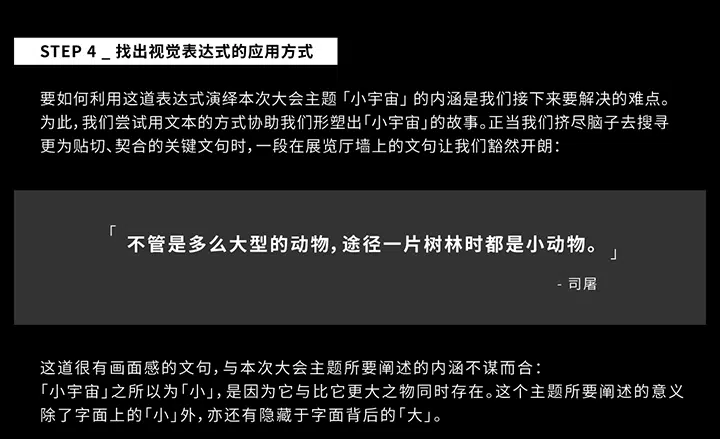 STEP 4 _ 找出视觉表达式的应用方式
要如何利用这道表达式演绎本次大会主题「小宇宙」的内涵是我们接下来要解决的难点。
为此，我们尝试用文本的方式协助我们形塑出「小宇宙」的故事。正当我们挤尽脑子去搜寻
更为贴切、契合的关键文句时，一段在展览厅墙上的文句让我们豁然开朗：
「不管是多么大型的动物，途径一片树林时都是小动物。」
- 司屠
这道很有画面感的文句，与本次大会主题所要阐述的内涵不谋而合：
「小宇宙」之所以为「小」，是因为它与比它更大之物同时存在。这个主题所要阐述的意义
除了字面上的「小」外，亦还有隐藏于字面背后的「大」。